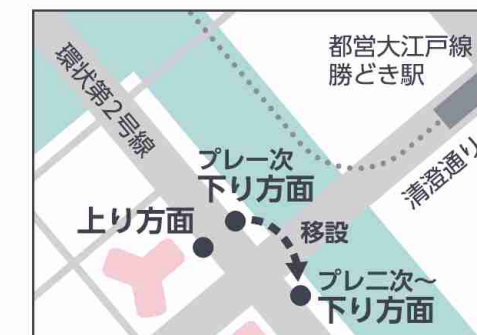 都営大江戸線
勝どき駅
環状第2号線
清澄通り
プレ一次
下り方面
上り方面
移設
プレ二次〜
下り方面